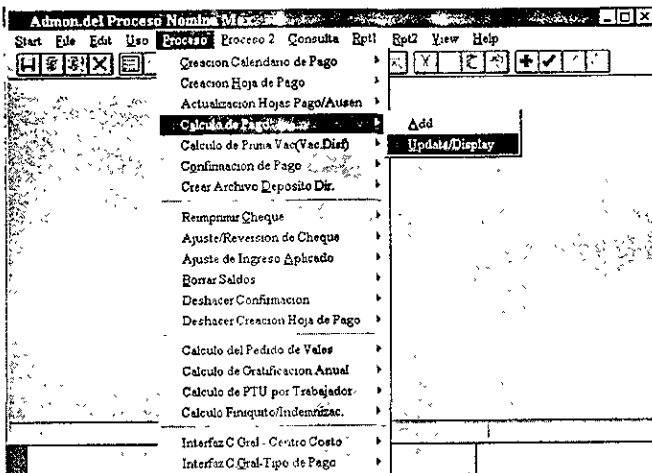 Admon.del Proceso Nomina Mex.
Start File Edit Uso Proceso Proceso 2 Consulta Rpt1 Rpt2 View Help
Creacion Calendario de Pago
Creacion Hoja de Pago
Actualizacion Hojas Pago/Ausen
Calculo de Pago
Add
Calculo de Prima Vac(Vac.Disf)
Update/Display
Confirmacion de Pago
Crear Archivo Deposito Dir.
Reimprimir Cheque
Ajuste/Reversion de Cheque
Ajuste de Ingreso Aplicado
Borrar Saldos
Deshacer Confirmacion
Deshacer Creacion Hoja de Pago
Calculo del Pedido de Vales
Calculo de Gratificacion Anual
Calculo de PTU por Trabajador
Calculo Finiquito/Indemnizac.
Interfaz C Gral - Centro Costo
Interfaz C.Gral-Tipo de Pago